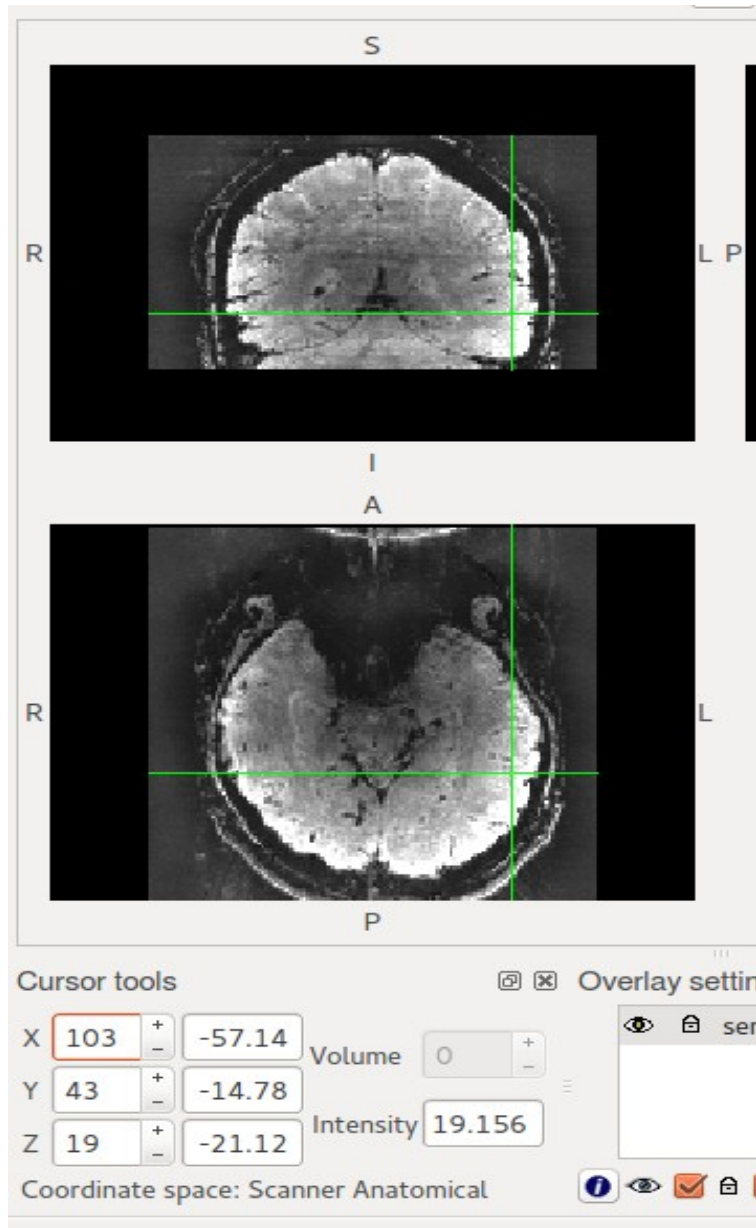 S
R L P
I
A
R L
P
Cursor tools Overlay settin
X 103 + − -57.14 Volume 0 + −
Y 43 + − -14.78
Z 19 + − -21.12 Intensity 19.156
ser
Coordinate space: Scanner Anatomical i